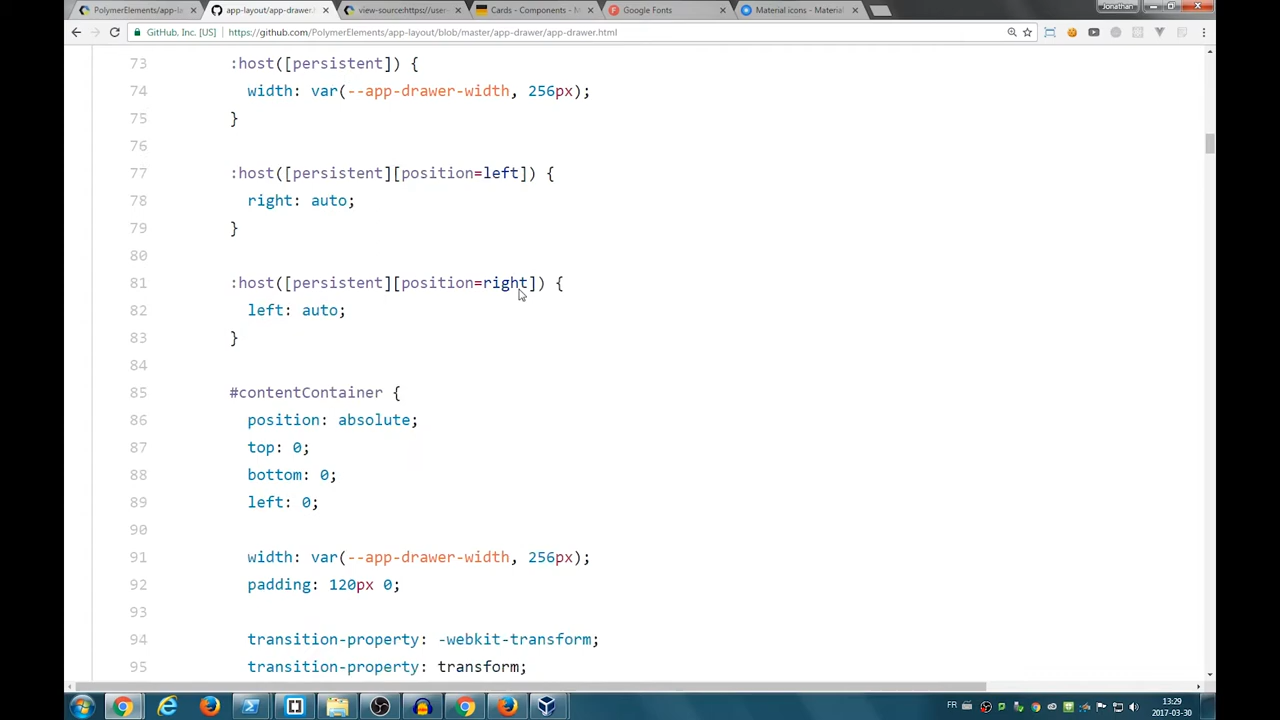 PolymerElements/app-la
app-layout/app-drawer.
view-source:https://user
Cards - Components - M
Google Fonts
Material icons - Material
Jonathan
GitHub, Inc. [US]
https://github.com/PolymerElements/app-layout/blob/master/app-drawer/app-drawer.html
73 :host([persistent]) {
74 width: var(--app-drawer-width, 256px);
75 }
76
77 :host([persistent][position=left]) {
78 right: auto;
79 }
80
81 :host([persistent][position=right]) {
82 left: auto;
83 }
84
85 #contentContainer {
86 position: absolute;
87 top: 0;
88 bottom: 0;
89 left: 0;
90
91 width: var(--app-drawer-width, 256px);
92 padding: 120px 0;
93
94 transition-property: -webkit-transform;
95 transition-property: transform;
FR
13:29
2017-03-30